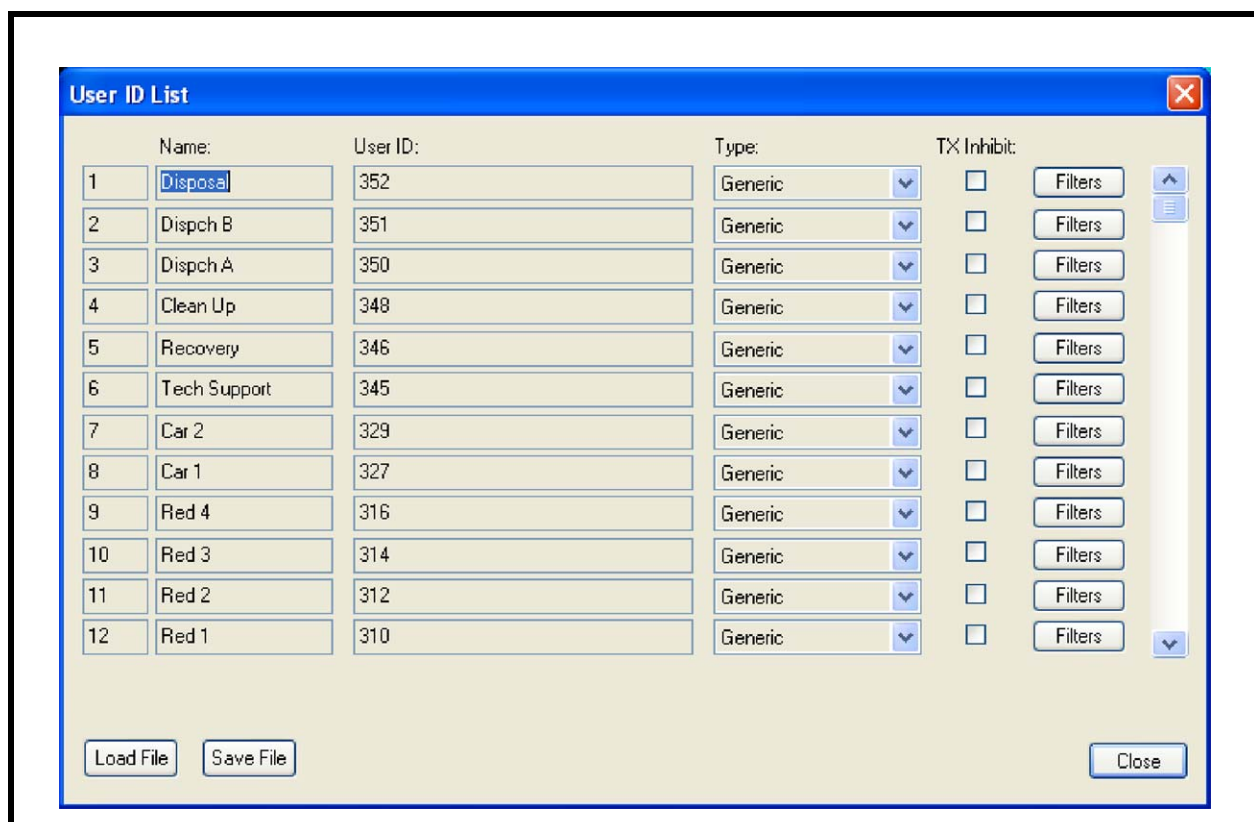 User ID List
Name: User ID: Type: TX Inhibit:
1 Disposal 352 Generic Filters
2 Dispch B 351 Generic Filters
3 Dispch A 350 Generic Filters
4 Clean Up 348 Generic Filters
5 Recovery 346 Generic Filters
6 Tech Support 345 Generic Filters
7 Car 2 329 Generic Filters
8 Car 1 327 Generic Filters
9 Red 4 316 Generic Filters
10 Red 3 314 Generic Filters
11 Red 2 312 Generic Filters
12 Red 1 310 Generic Filters
Load File Save File Close